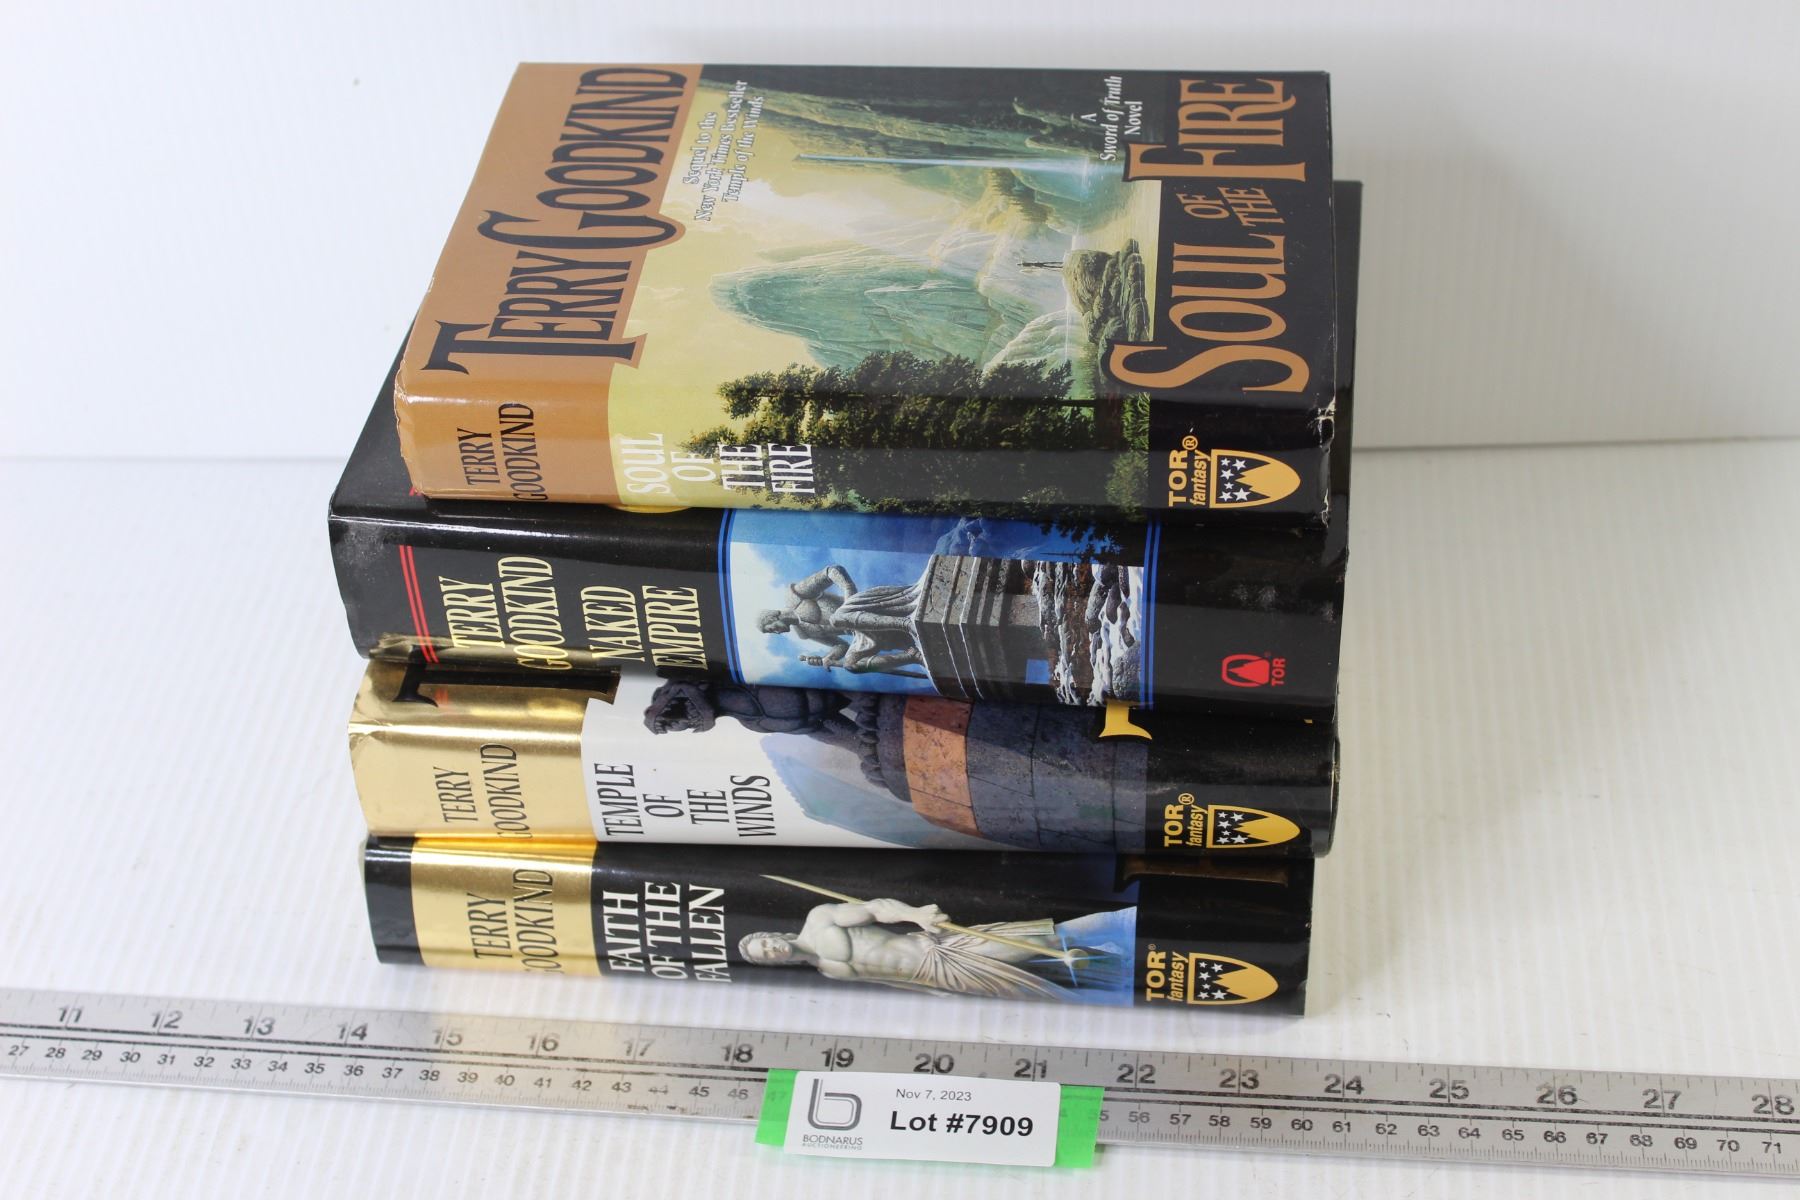 TERRY GOODKIND
Sequel to the
New York Times Bestseller
Temple of the Winds
A
Sword of Truth
Novel
SOUL
OF
THE
FIRE
TERRY
GOODKIND
SOUL
OF
THE
FIRE
TOR®
fantasy
TERRY
GOODKIND
NAKED
EMPIRE
TOR®
TERRY
GOODKIND
TEMPLE
OF
THE
WINDS
TOR®
fantasy
TERRY
GOODKIND
FAITH
OF THE
FALLEN
TOR®
fantasy
11 12 13 14 15 16 17 18 19 20 21 22 23 24 25 26 27 28
27 28 29 30 31 32 33 34 35 36 37 38 39 40 41 42 43 44 45 46 47 55 56 57 58 59 60 61 62 63 64 65 66 67 68 69 70 71
b
BODNARUS
AUCTIONEERING
Nov 7, 2023
Lot #7909